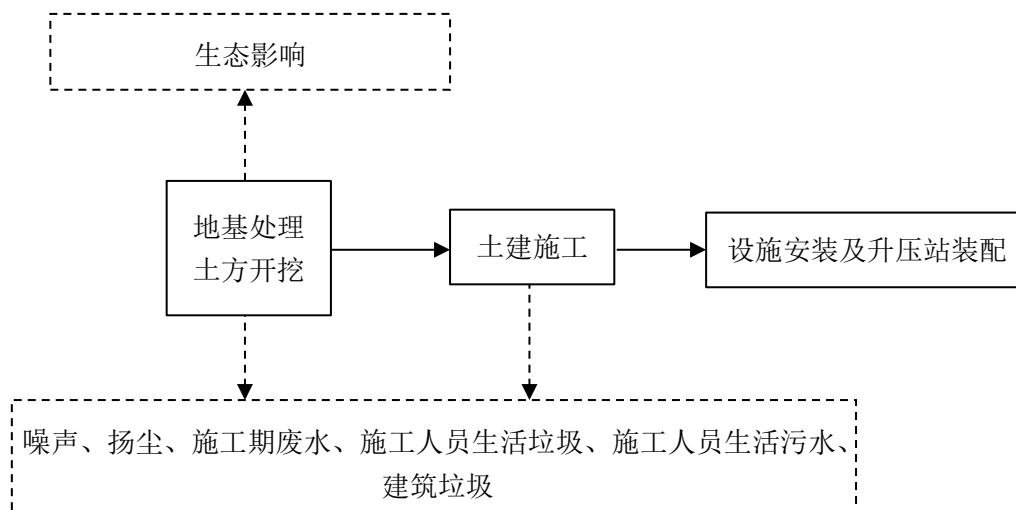 生态影响
地基处理
土方开挖
土建施工
设施安装及升压站装配
噪声、扬尘、施工期废水、施工人员生活垃圾、施工人员生活污水、
建筑垃圾